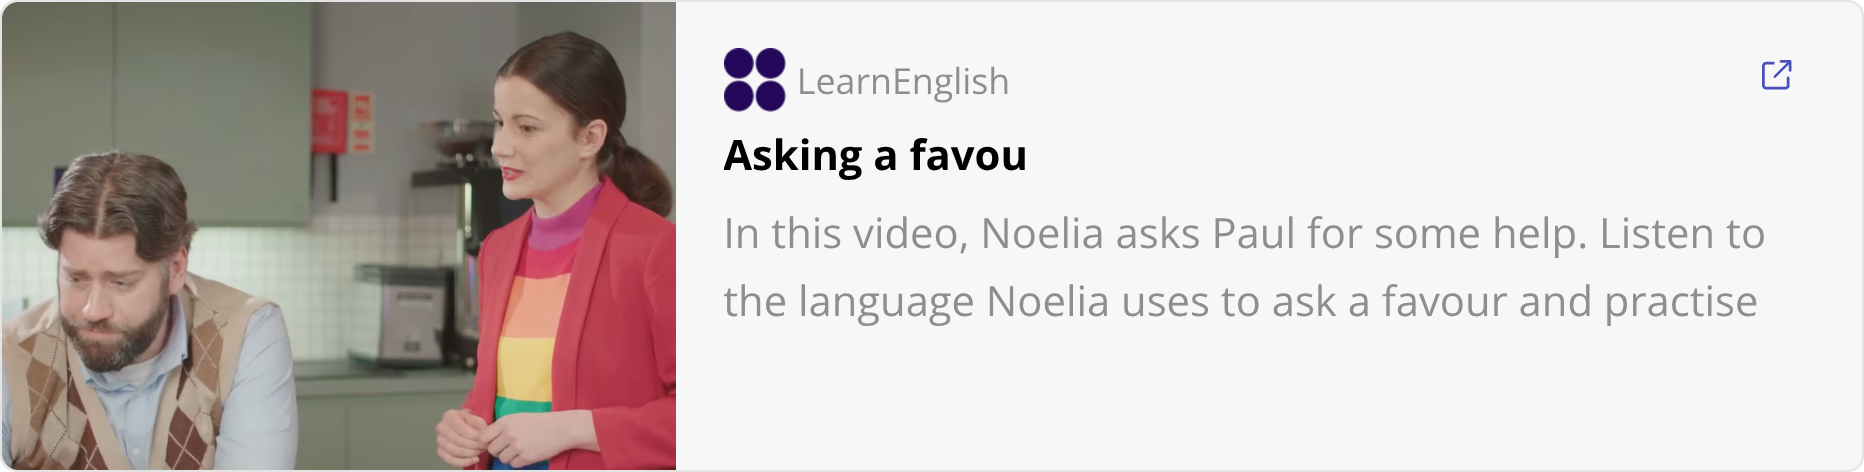 LearnEnglish
Asking a favou
In this video, Noelia asks Paul for some help. Listen to
the language Noelia uses to ask a favour and practise